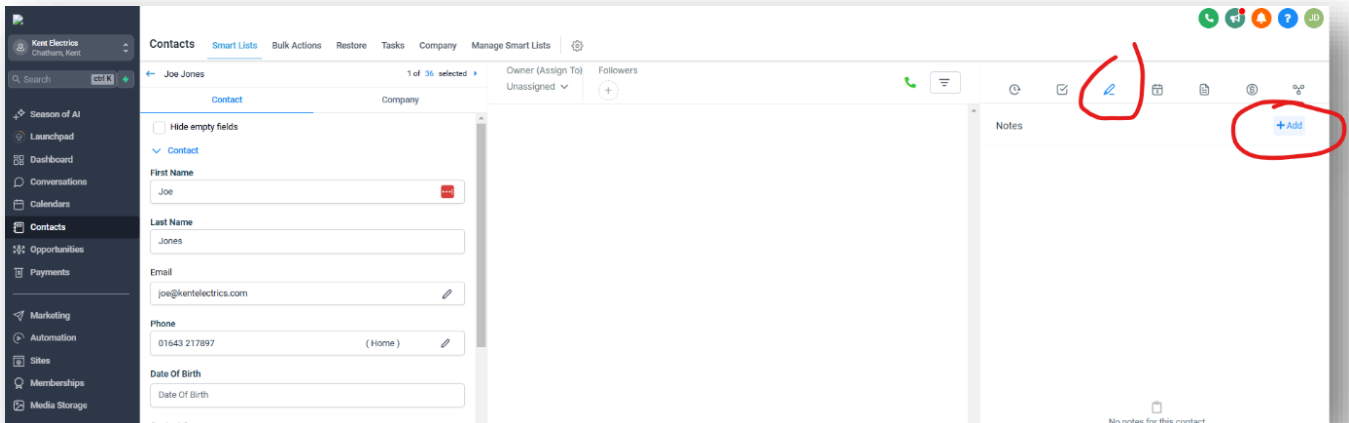 Kent Electrics
Chatham, Kent
Search
ctrl K
Season of AI
Launchpad
Dashboard
Conversations
Calendars
Contacts
Opportunities
Payments
Marketing
Automation
Sites
Memberships
Media Storage
Contacts Smart Lists Bulk Actions Restore Tasks Company Manage Smart Lists
JD
← Joe Jones 1 of 36 selected
Contact Company
Hide empty fields
Contact
First Name
Joe
Last Name
Jones
Email
joe@kentelectrics.com
Phone
01643 217897 ( Home )
Date Of Birth
Date Of Birth
Owner (Assign To) Followers
Unassigned
Notes
+ Add
No notes for this contact